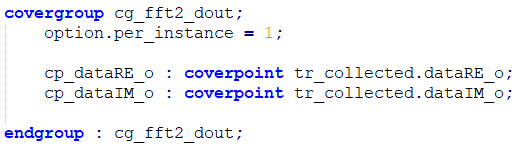 covergroup cg_fft2_dout;
option.per_instance = 1;
cp_dataRE_o : coverpoint tr_collected.dataRE_o;
cp_dataIM_o : coverpoint tr_collected.dataIM_o;
endgroup : cg_fft2_dout;